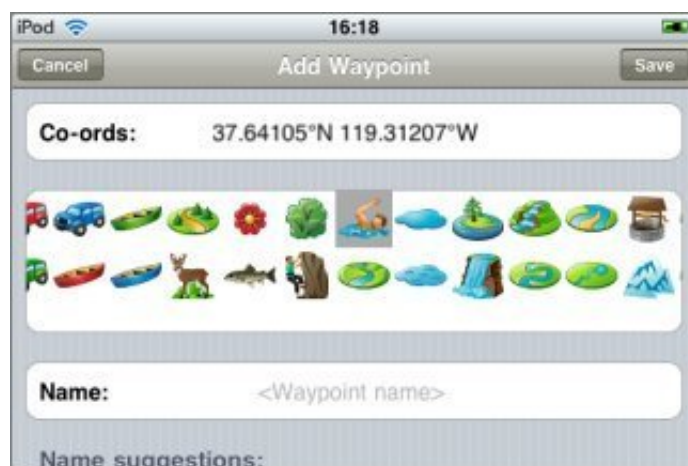 iPod 16:18
Cancel Add Waypoint Save
Co-ords: 37.64105°N 119.31207°W
Name: <Waypoint name>
Name suggestions: